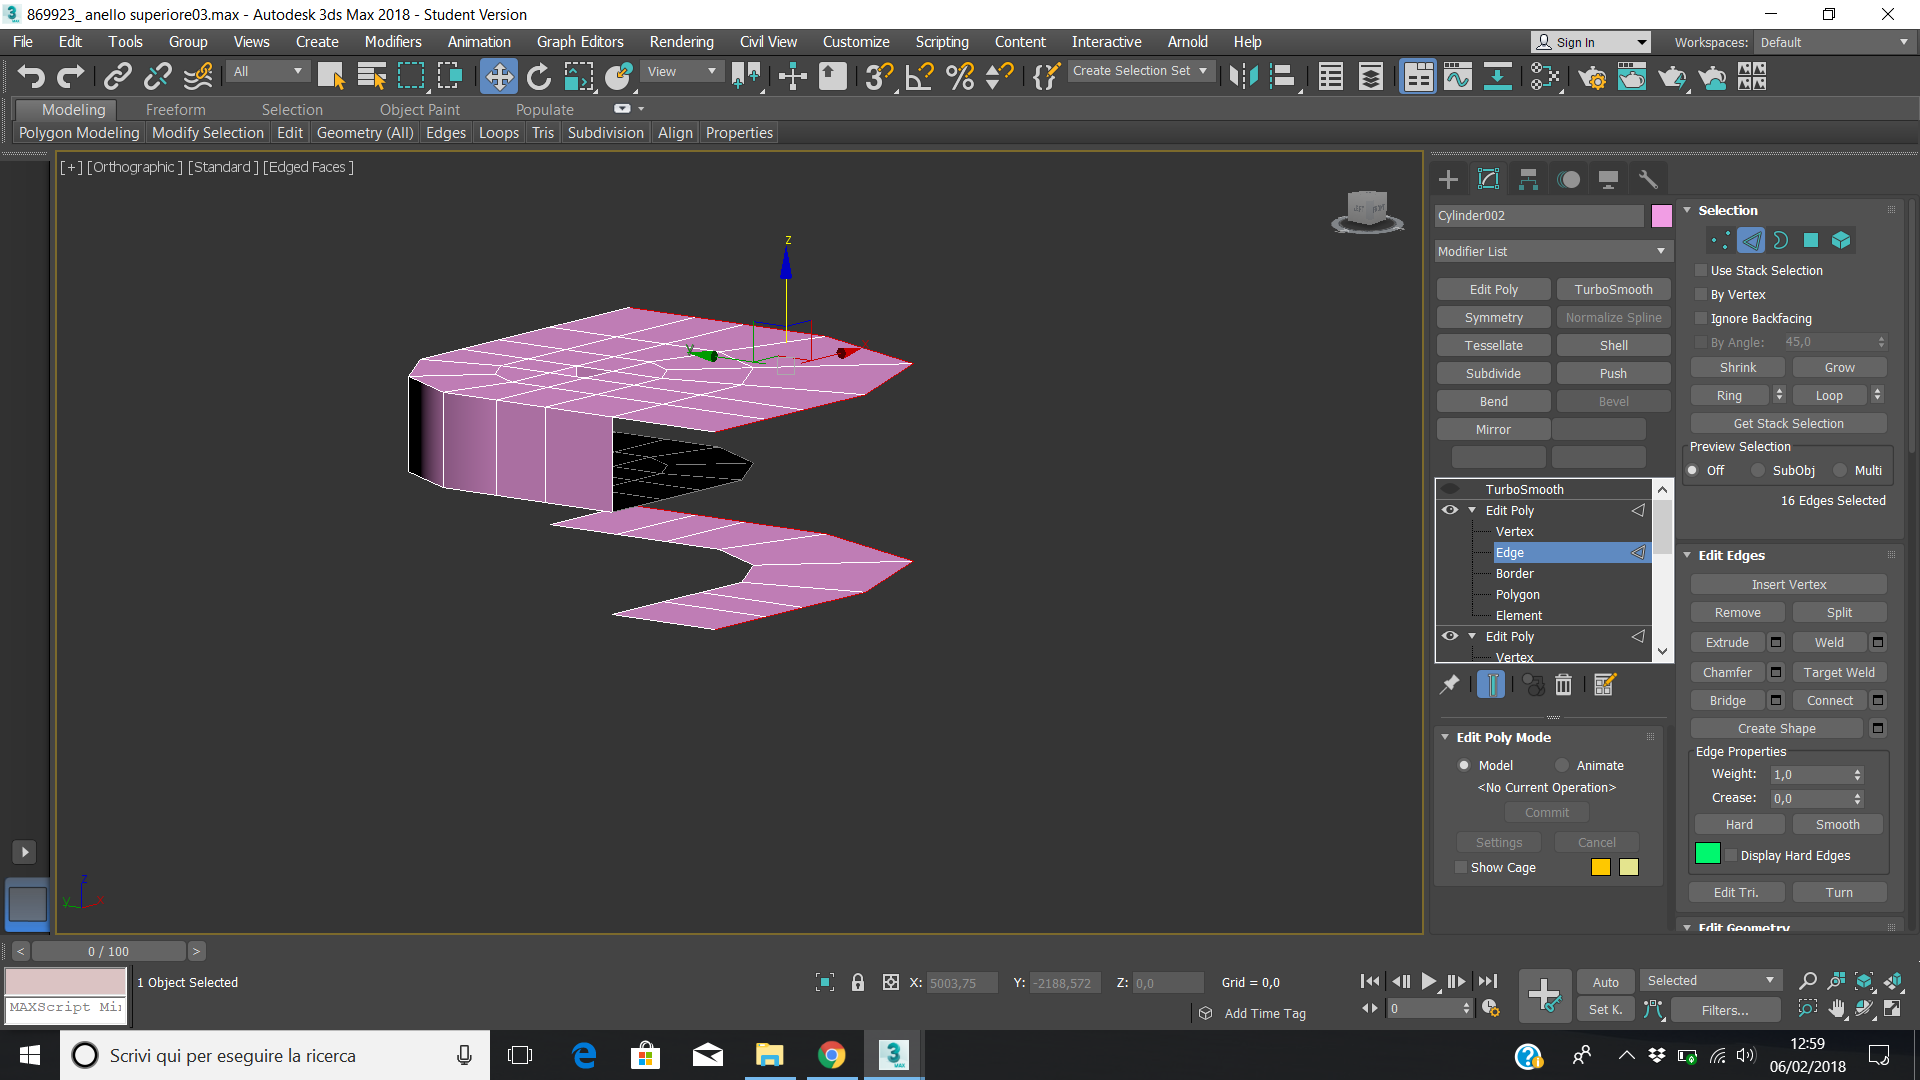 869923_ anello superiore03.max - Autodesk 3ds Max 2018 - Student Version
File Edit Tools Group Views Create Modifiers Animation Graph Editors Rendering Civil View Customize Scripting Content Interactive Arnold Help Sign In Workspaces: Default
All View Create Selection Set
Modeling Freeform Selection Object Paint Populate
Polygon Modeling Modify Selection Edit Geometry (All) Edges Loops Tris Subdivision Align Properties
[+] [Orthographic ] [Standard ] [Edged Faces ]
z
y
x
z
y
x
Cylinder002
Modifier List
Edit Poly TurboSmooth
Symmetry Normalize Spline
Tessellate Shell
Subdivide Push
Bend Bevel
Mirror
TurboSmooth
Edit Poly
Vertex
Edge
Border
Polygon
Element
Edit Poly
Vertex
Edit Poly Mode
Model Animate
<No Current Operation>
Commit
Settings Cancel
Show Cage
Selection
Use Stack Selection
By Vertex
Ignore Backfacing
By Angle: 45,0
Shrink Grow
Ring Loop
Get Stack Selection
Preview Selection
Off SubObj Multi
16 Edges Selected
Edit Edges
Insert Vertex
Remove Split
Extrude Weld
Chamfer Target Weld
Bridge Connect
Create Shape
Edge Properties
Weight: 1,0
Crease: 0,0
Hard Smooth
Display Hard Edges
Edit Tri. Turn
Edit Geometry
< 0 / 100 >
MAXScript Mi
1 Object Selected
X: 5003,75 Y: -2188,572 Z: 0,0 Grid = 0,0
Add Time Tag
0
Auto Selected
Set K. Filters...
Scrivi qui per eseguire la ricerca
3
MAX
12:59
06/02/2018